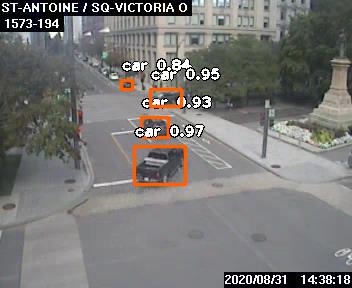 ST-ANTOINE / SQ-VICTORIA O
1573-194
car 0.84
car 0.95
car 0.93
car 0.97
2020/08/31 14:38:18